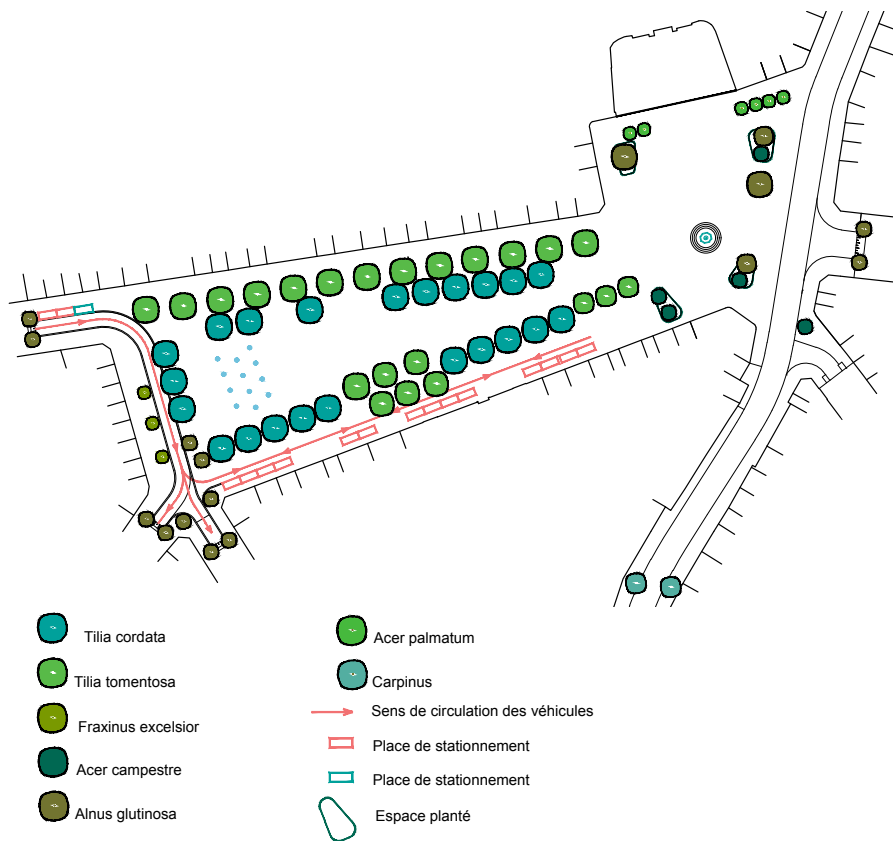 Tilia cordata
Tilia tomentosa
Fraxinus excelsior
Acer campestre
Alnus glutinosa
Acer palmatum
Carpinus
Sens de circulation des véhicules
Place de stationnement
Place de stationnement
Espace planté